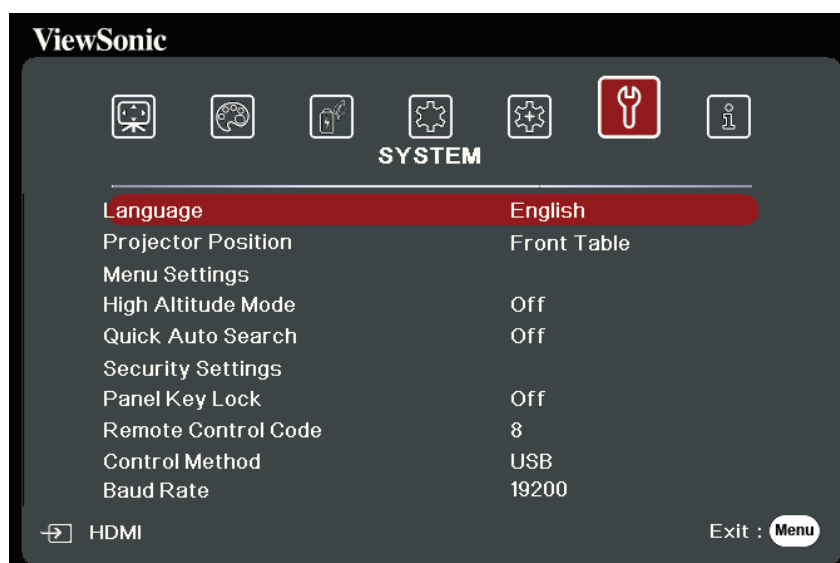 ViewSonic
SYSTEM
Language English
Projector Position Front Table
Menu Settings
High Altitude Mode Off
Quick Auto Search Off
Security Settings
Panel Key Lock Off
Remote Control Code 8
Control Method USB
Baud Rate 19200
HDMI Exit : Menu